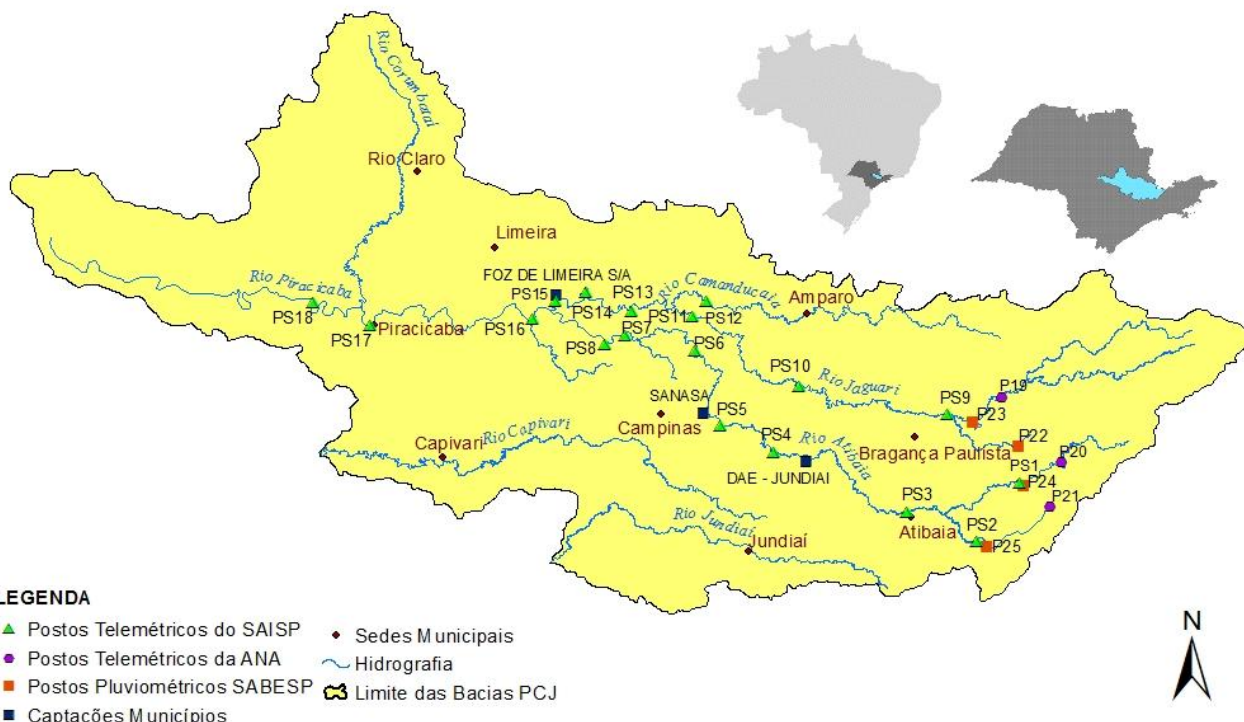 Rio Corumbataí
Rio Claro
Limeira
FOZ DE LIMEIRA S/A
Rio Piracicaba
PS18
PS17
Piracicaba
PS16
PS15
PS14
PS13
Rio Camanducaia
PS11
PS12
Amparo
PS8
PS7
PS6
PS10
Rio Jaguari
PS9
P19
P23
P22
SANASA
PS5
Campinas
PS4
Rio Atibaia
Bragança Paulista
P20
DAE - JUNDIAI
PS1
P24
P21
Capivari
Rio Capivari
PS3
Atibaia
PS2
P25
Rio Jundiaí
Jundiaí
LEGENDA
Postos Telemétricos do SAISP
Postos Telemétricos da ANA
Postos Pluviométricos SABESP
Captações Municípios
Sedes Municipais
Hidrografia
Limite das Bacias PCJ
N